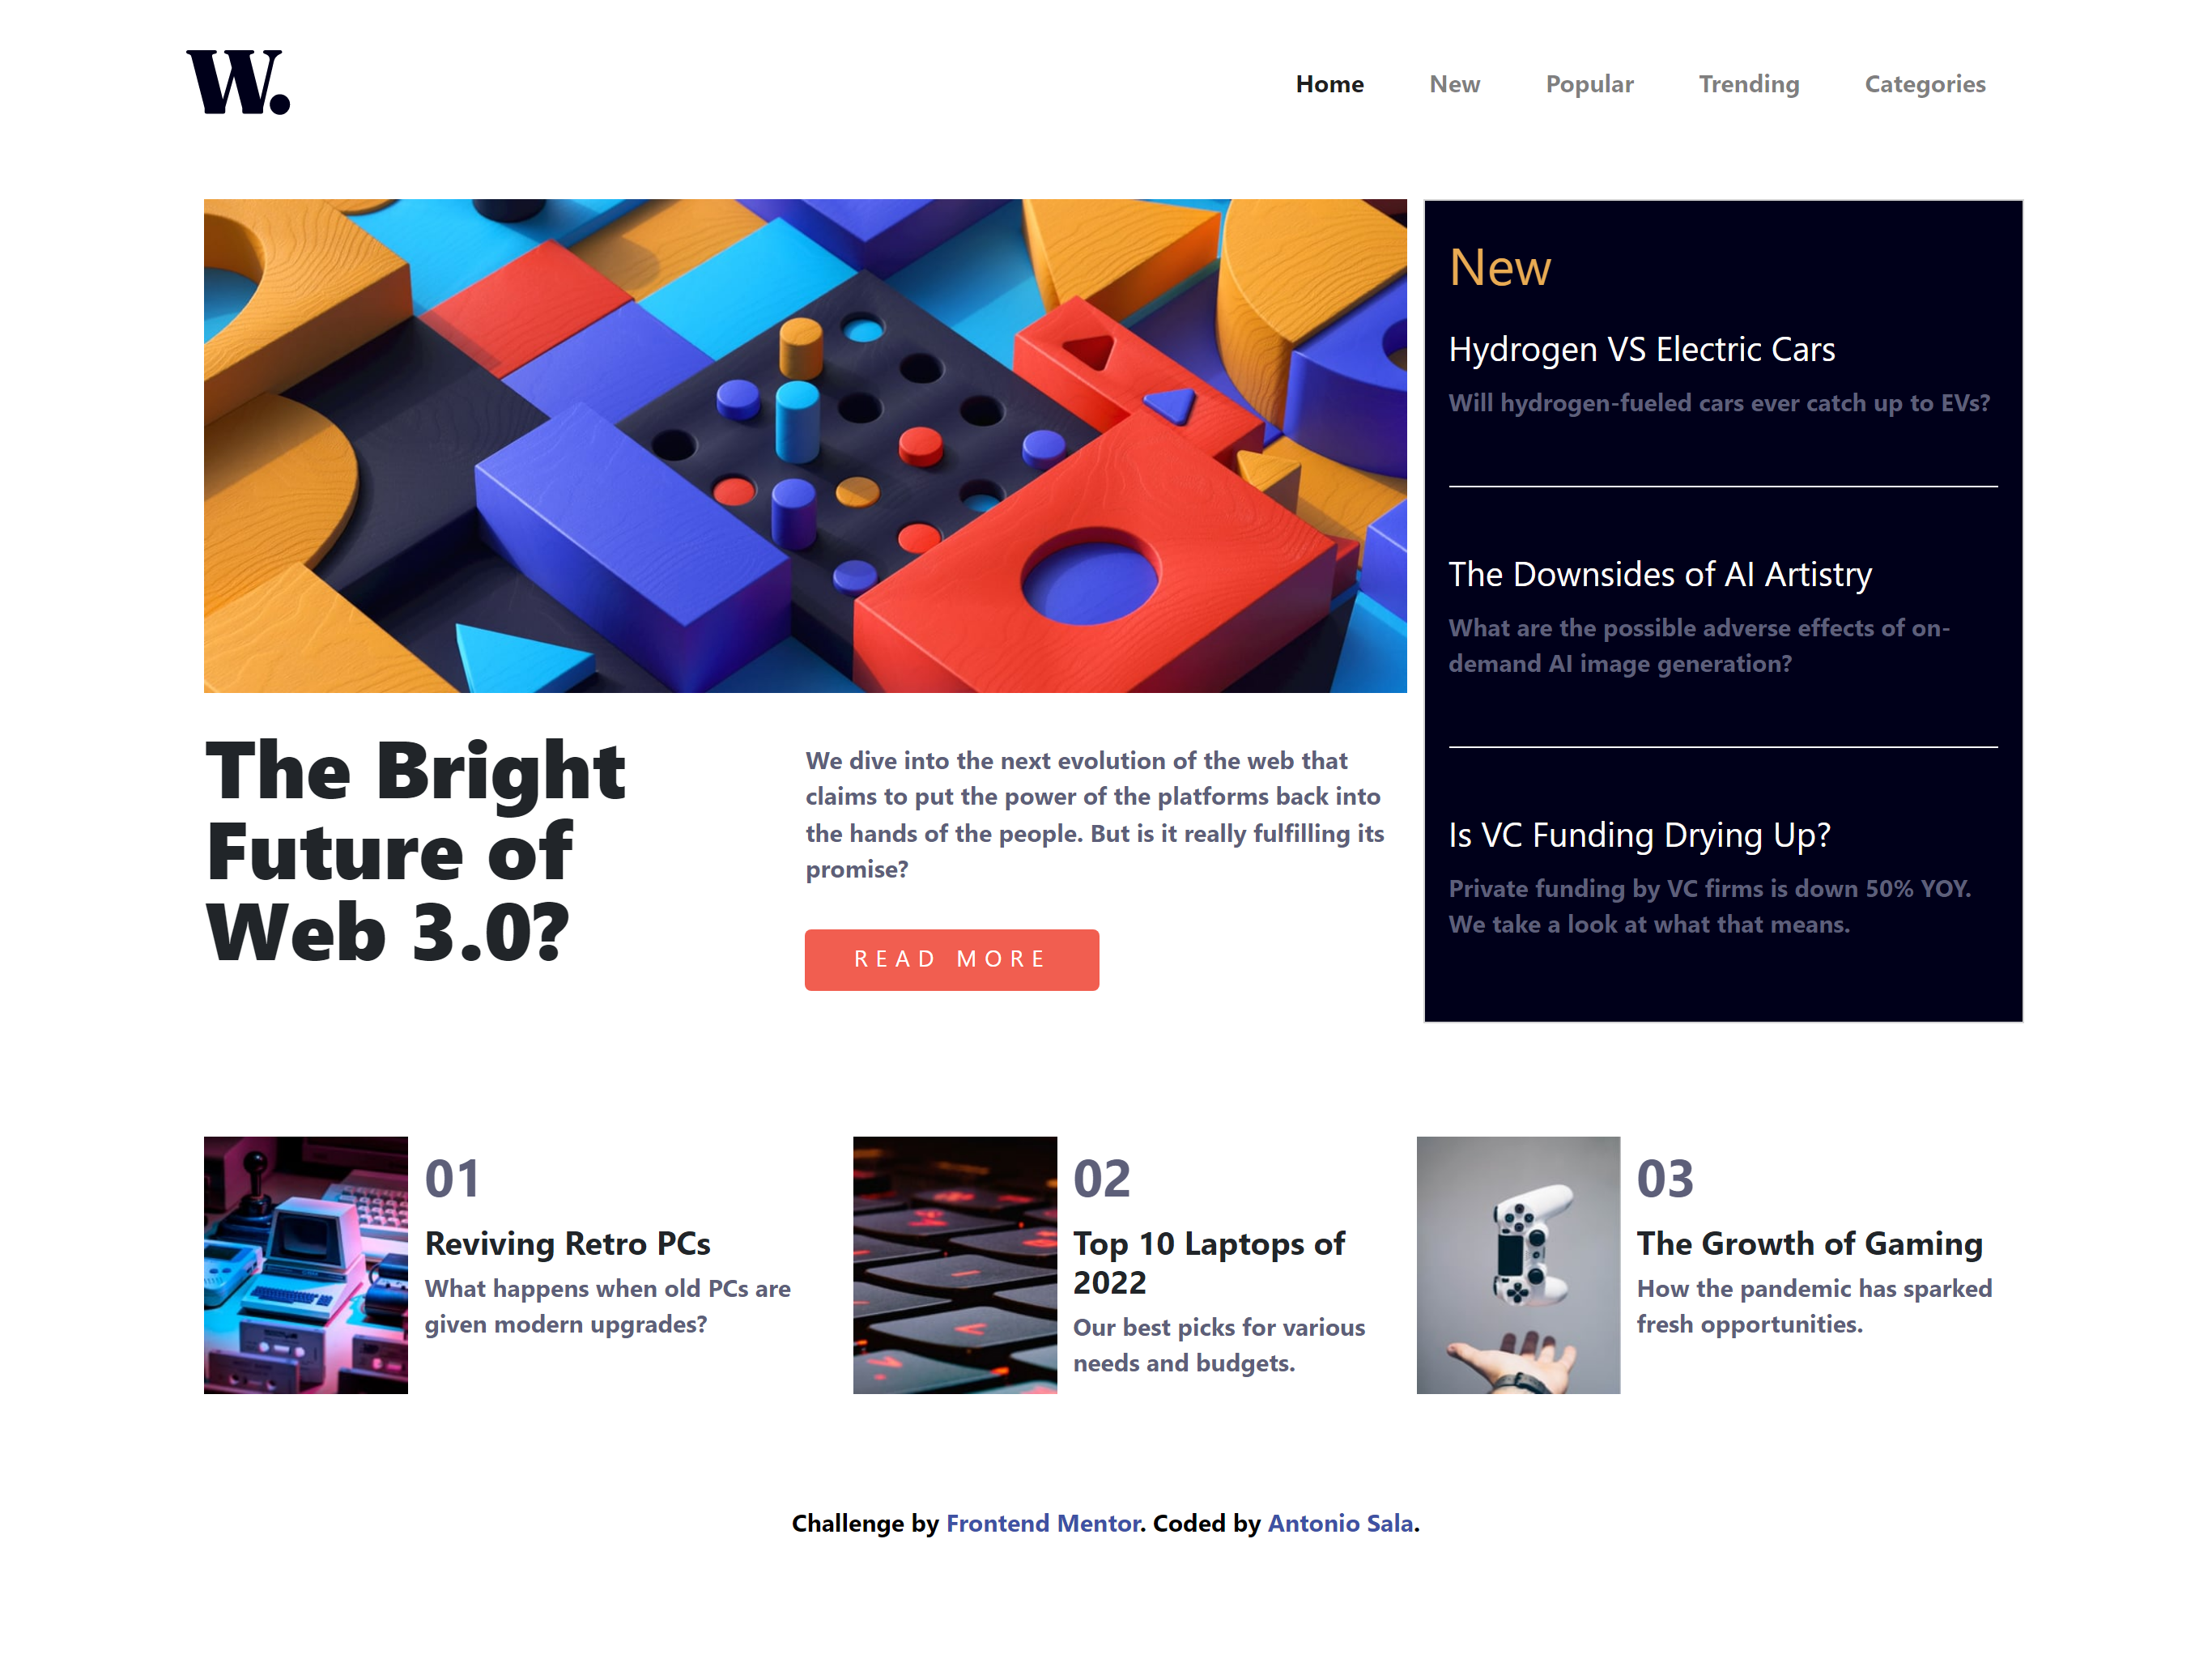 W.
Home New Popular Trending Categories
The Bright
Future of
Web 3.0?
We dive into the next evolution of the web that
claims to put the power of the platforms back into
the hands of the people. But is it really fulfilling its
promise?
READ MORE
New
Hydrogen VS Electric Cars
Will hydrogen-fueled cars ever catch up to EVs?
The Downsides of AI Artistry
What are the possible adverse effects of on-
demand AI image generation?
Is VC Funding Drying Up?
Private funding by VC firms is down 50% YOY.
We take a look at what that means.
01
Reviving Retro PCs
What happens when old PCs are
given modern upgrades?
02
Top 10 Laptops of
2022
Our best picks for various
needs and budgets.
03
The Growth of Gaming
How the pandemic has sparked
fresh opportunities.
Challenge by Frontend Mentor. Coded by Antonio Sala.